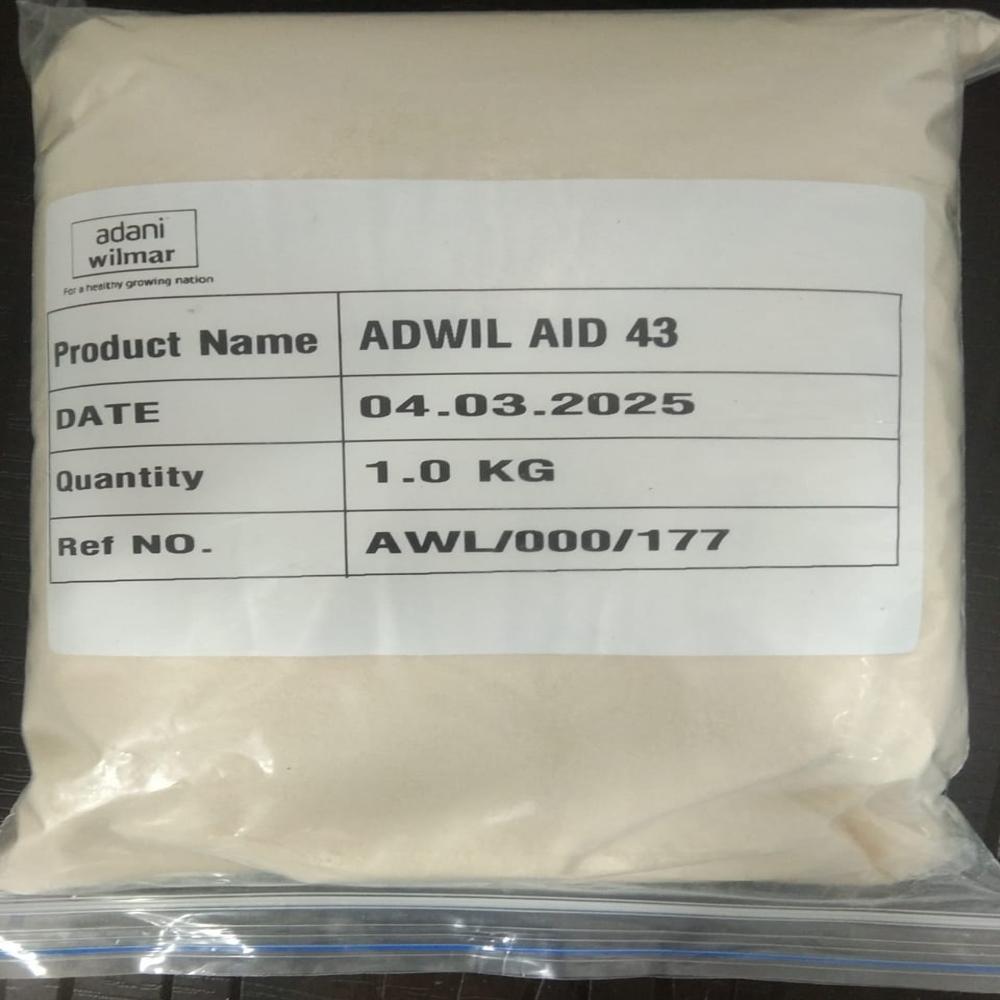 adani
wilmar
For a healthy growing nation
Product Name ADWIL AID 43
DATE 04.03.2025
Quantity 1.0 KG
Ref NO. AWL/000/177